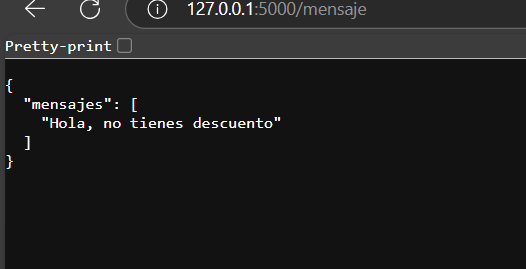 127.0.0.1:5000/mensaje
Pretty-print
{
"mensajes": [
"Hola, no tienes descuento"
]
}